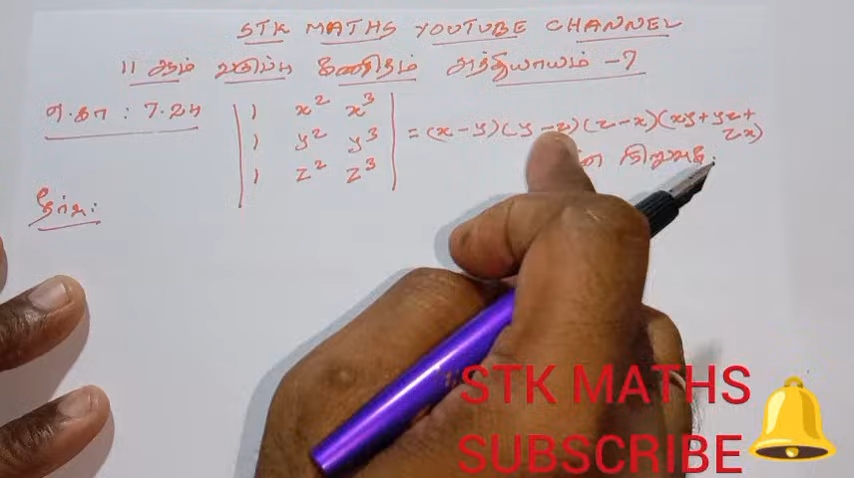 STK MATHS YOUTUBE CHANNEL
11 ஆம் வகுப்பு கணிதம் அத்தியாயம் - 7
எ.கா : 7.24 | 1 x² x³ |
| 1 y² y³ | = (x-y)(y-z)(z-x)(xy+yz+
| 1 z² z³ | zx)
என நிறுவுக.
தீர்வு:
STK MATHS
SUBSCRIBE